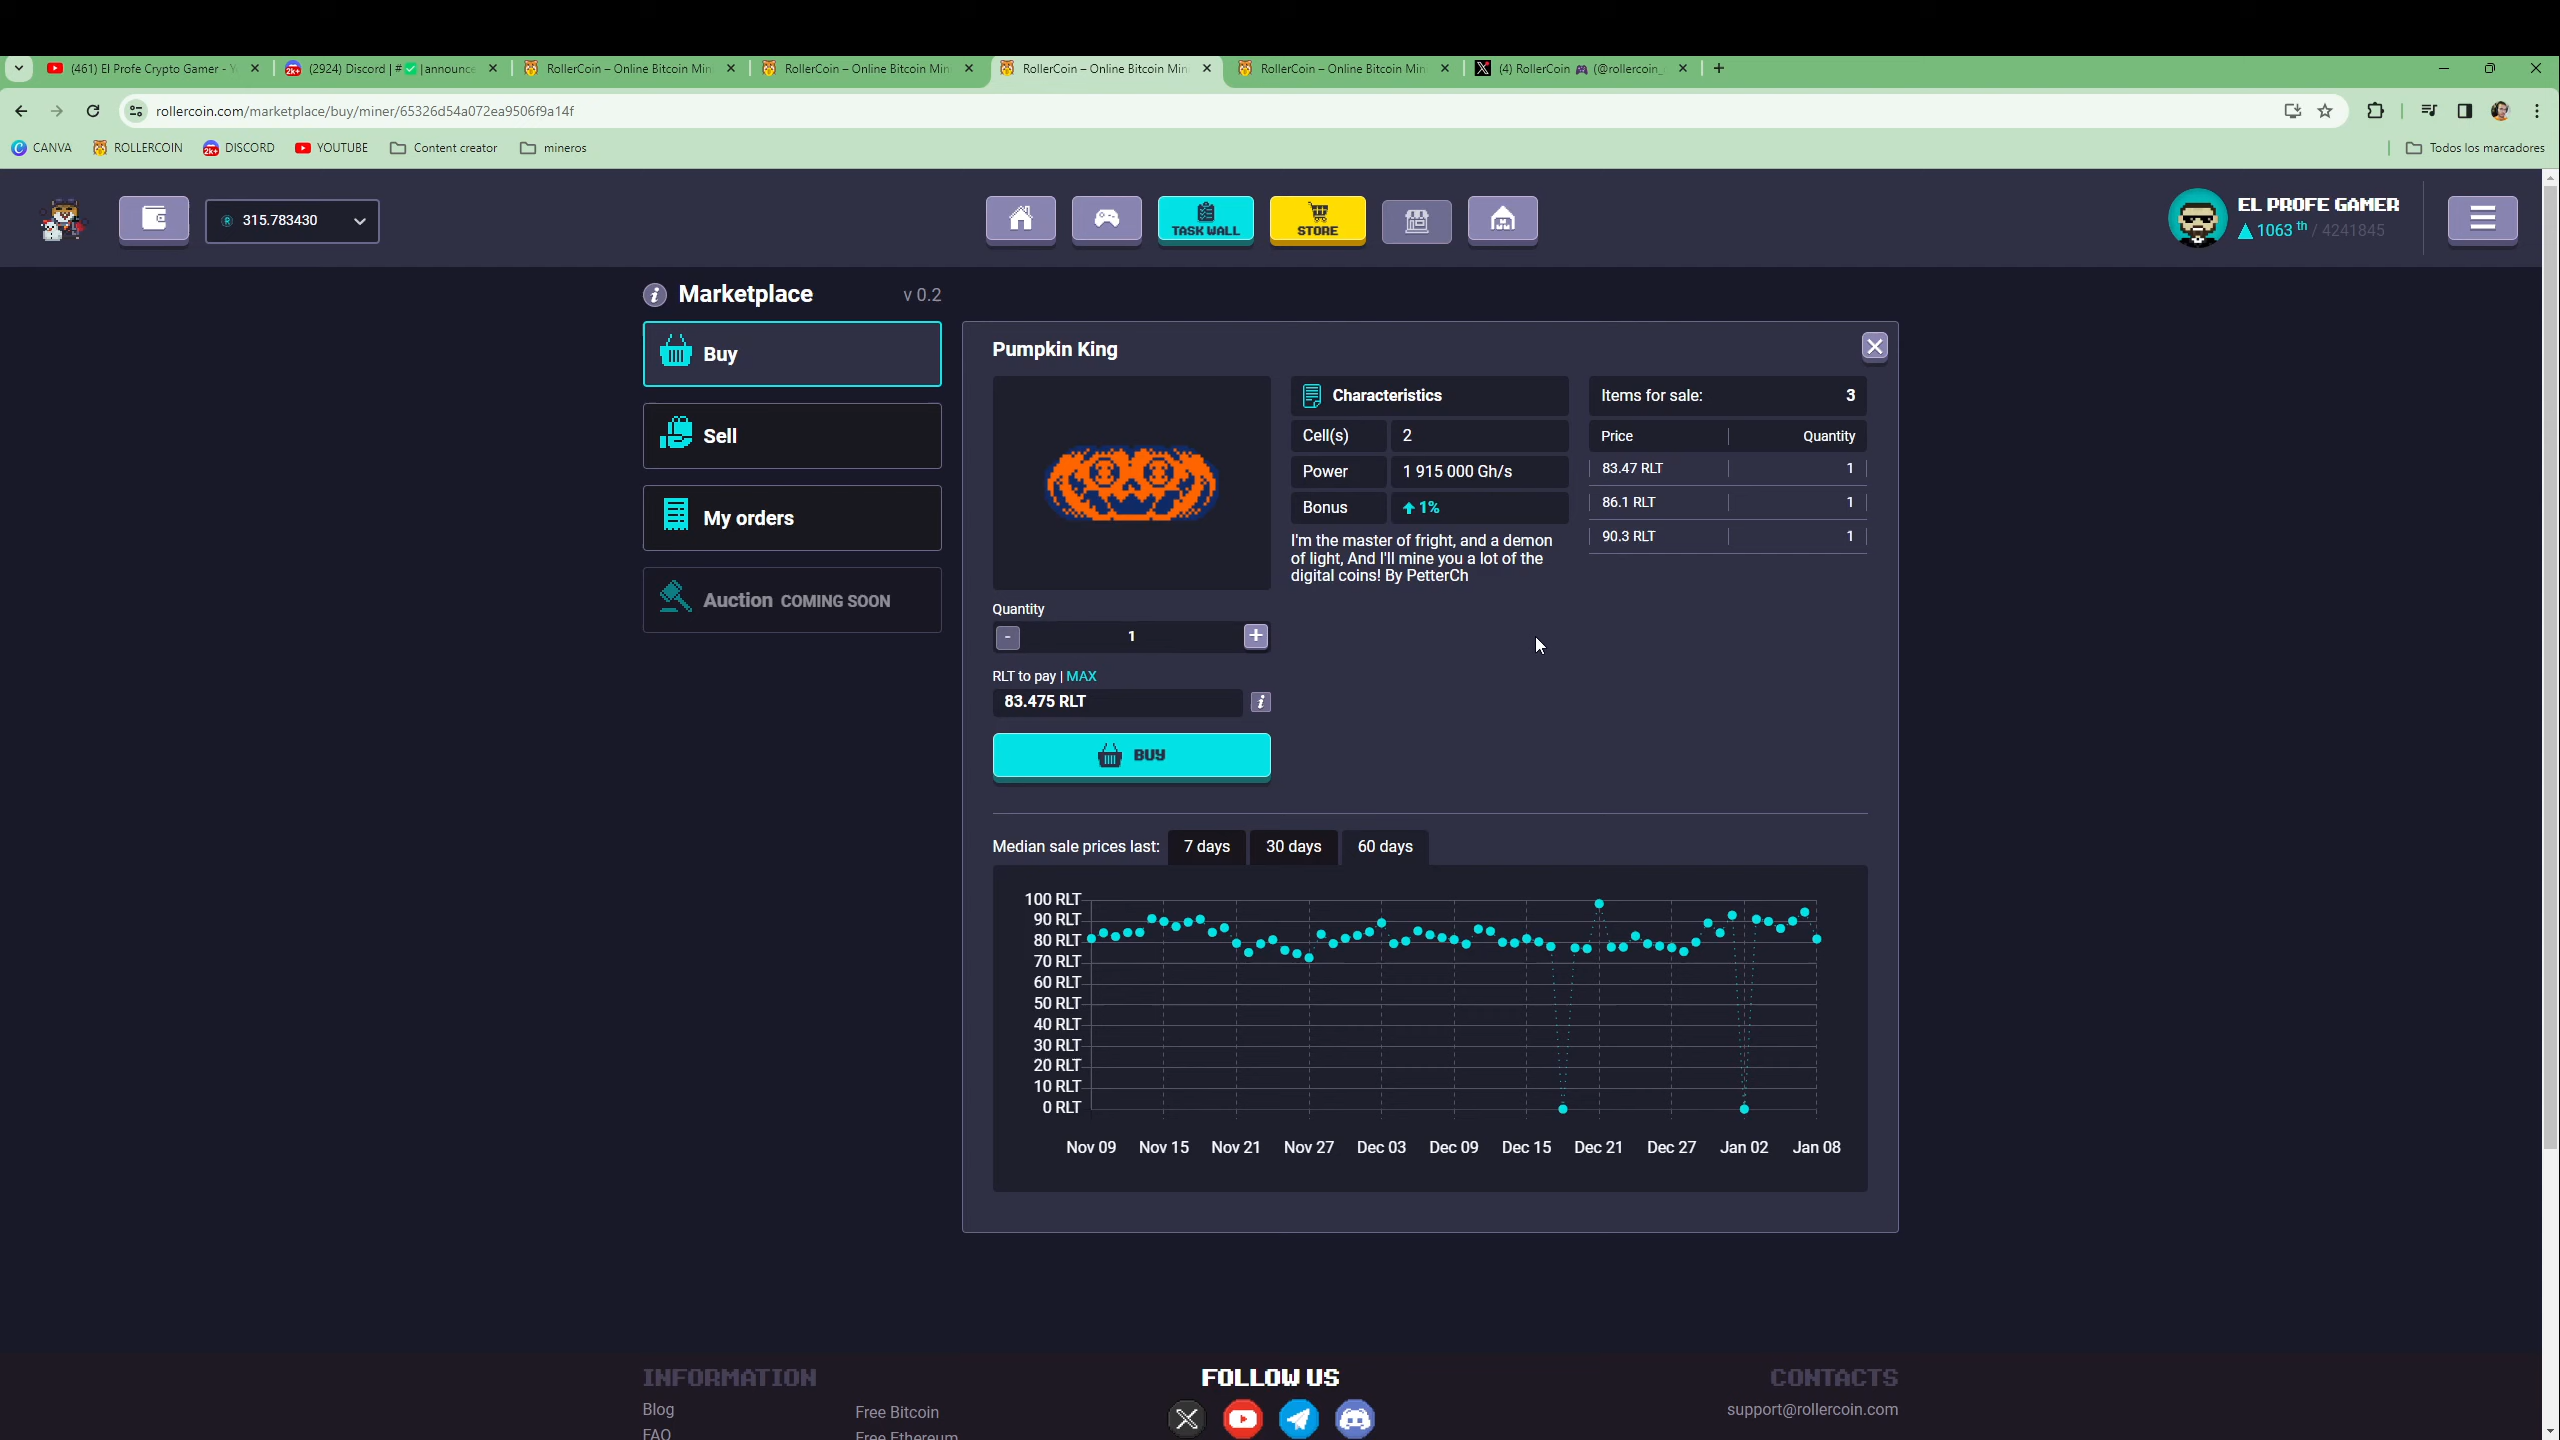 (461) El Profe Crypto Gamer - Y
(2924) Discord | #✅|announce
RollerCoin – Online Bitcoin Min
RollerCoin – Online Bitcoin Min
RollerCoin – Online Bitcoin Min
RollerCoin – Online Bitcoin Min
(4) RollerCoin 🎮 (@rollercoin_
rollercoin.com/marketplace/buy/miner/65326d54a072ea9506f9a14f
CANVA
ROLLERCOIN
DISCORD
YOUTUBE
Content creator
mineros
Todos los marcadores
315.783430
TASK WALL
STORE
EL PROFE GAMER
1063 th / 4241845
Marketplace v 0.2
Buy
Sell
My orders
Auction COMING SOON
Pumpkin King
Characteristics
Cell(s) 2
Power 1 915 000 Gh/s
Bonus 1%
I'm the master of fright, and a demon
of light, And I'll mine you a lot of the
digital coins! By PetterCh
Items for sale: 3
Price Quantity
83.47 RLT 1
86.1 RLT 1
90.3 RLT 1
Quantity
- 1 +
RLT to pay | MAX
83.475 RLT
BUY
Median sale prices last: 7 days 30 days 60 days
100 RLT
90 RLT
80 RLT
70 RLT
60 RLT
50 RLT
40 RLT
30 RLT
20 RLT
10 RLT
0 RLT
Nov 09 Nov 15 Nov 21 Nov 27 Dec 03 Dec 09 Dec 15 Dec 21 Dec 27 Jan 02 Jan 08
INFORMATION
Blog
FAQ
Free Bitcoin
Free Ethereum
FOLLOW US
CONTACTS
support@rollercoin.com